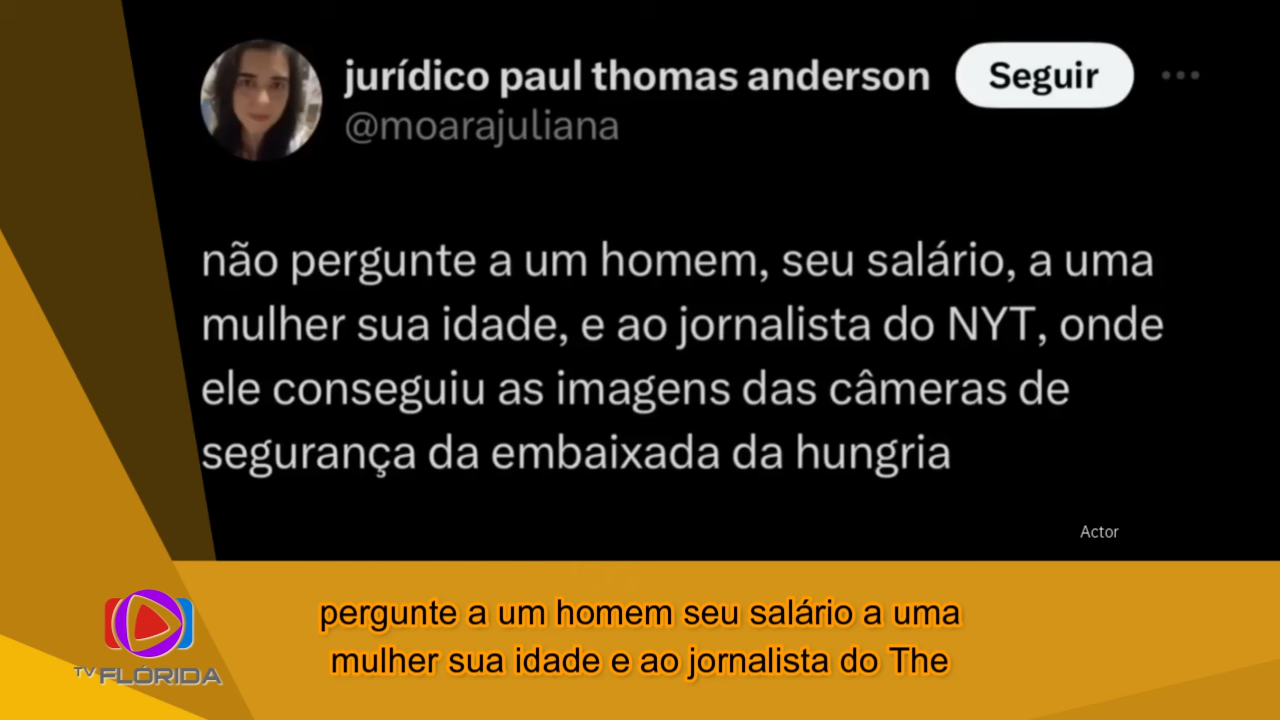 jurídico paul thomas anderson
Seguir
@moarajuliana
não pergunte a um homem, seu salário, a uma
mulher sua idade, e ao jornalista do NYT, onde
ele conseguiu as imagens das câmeras de
segurança da embaixada da hungria
Actor
pergunte a um homem seu salário a uma
mulher sua idade e ao jornalista do The
TV FLÓRIDA